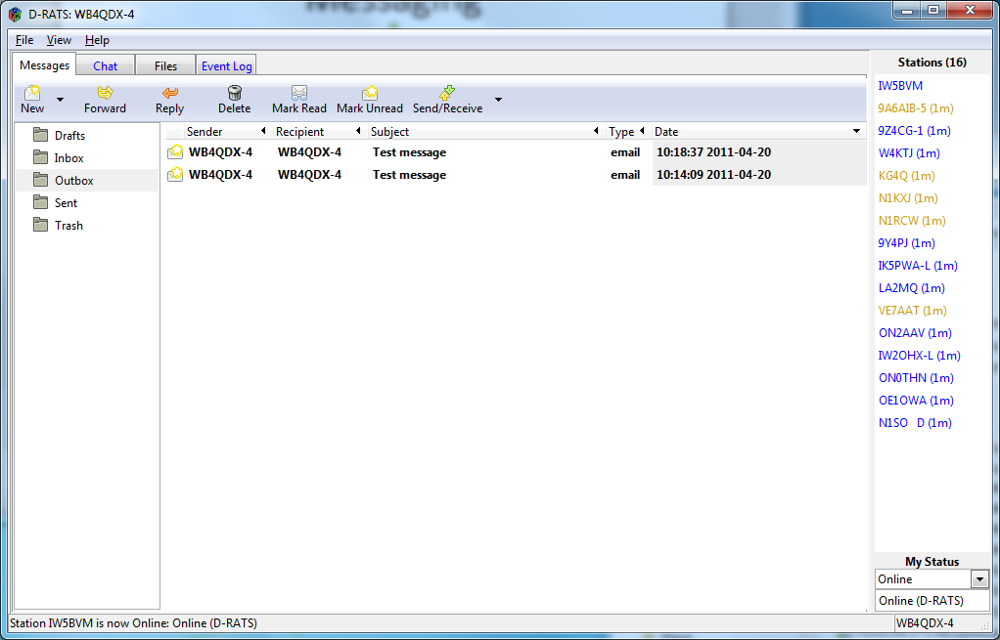 Messaging
D-RATS: WB4QDX-4
File View Help
Messages Chat Files Event Log
New Forward Reply Delete Mark Read Mark Unread Send/Receive
Drafts
Inbox
Outbox
Sent
Trash
Sender Recipient Subject Type Date
WB4QDX-4 WB4QDX-4 Test message email 10:18:37 2011-04-20
WB4QDX-4 WB4QDX-4 Test message email 10:14:09 2011-04-20
Stations (16)
IW5BVM
9A6AIB-5 (1m)
9Z4CG-1 (1m)
W4KTJ (1m)
KG4Q (1m)
N1KXJ (1m)
N1RCW (1m)
9Y4PJ (1m)
IK5PWA-L (1m)
LA2MQ (1m)
VE7AAT (1m)
ON2AAV (1m)
IW2OHX-L (1m)
ON0THN (1m)
OE1OWA (1m)
N1SO   D (1m)
My Status
Online
Online (D-RATS)
Station IW5BVM is now Online: Online (D-RATS)
WB4QDX-4